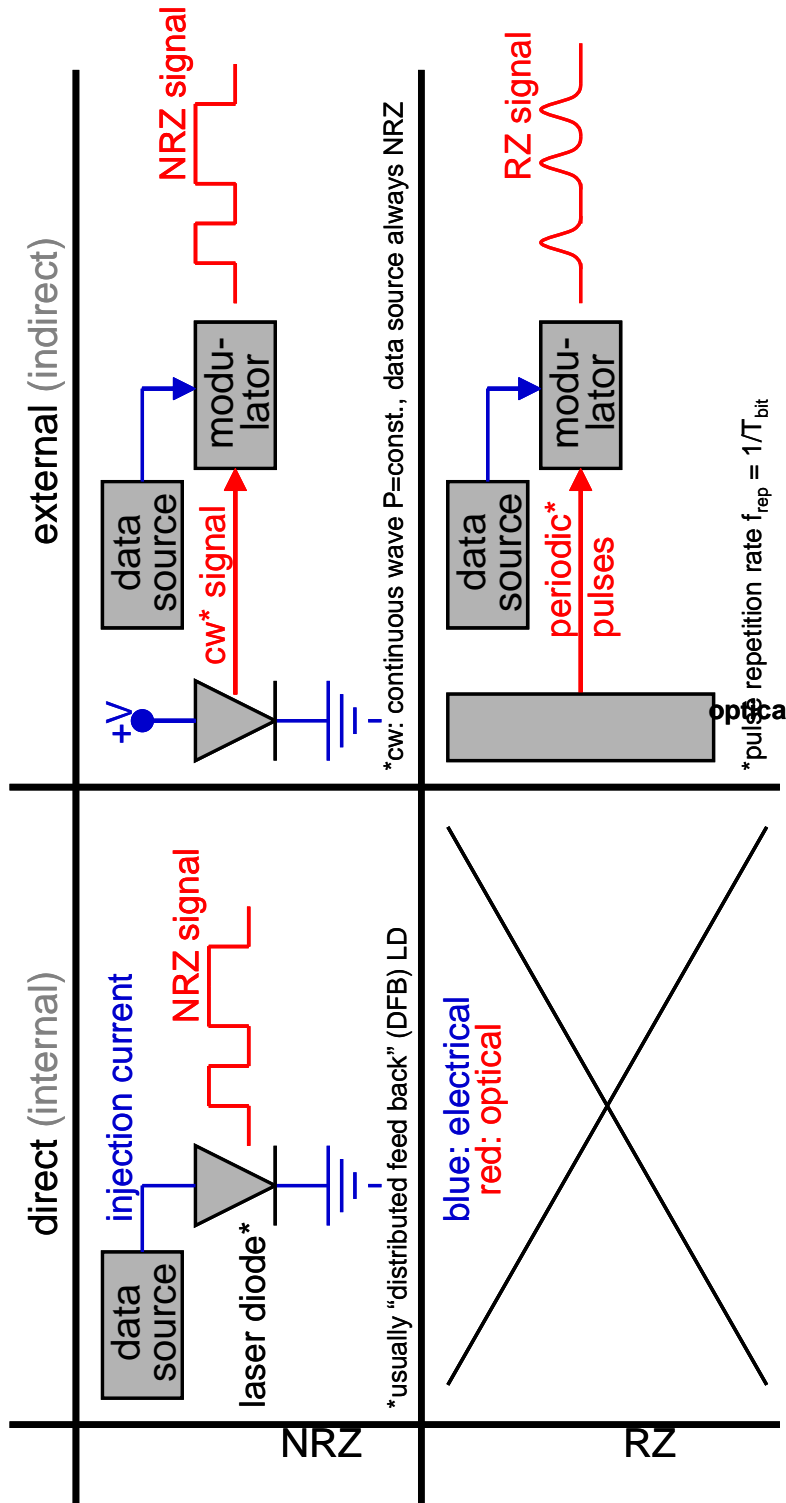 direct (internal)
external (indirect)
NRZ
data
source
injection current
laser diode*
NRZ signal
*usually “distributed feed back” (DFB) LD
+V
cw* signal
data
source
modu-
lator
NRZ signal
*cw: continuous wave P=const., data source always NRZ
RZ
blue: electrical
red: optical
optica
periodic*
pulses
data
source
modu-
lator
RZ signal
*pulse repetition rate f_rep = 1/T_bit